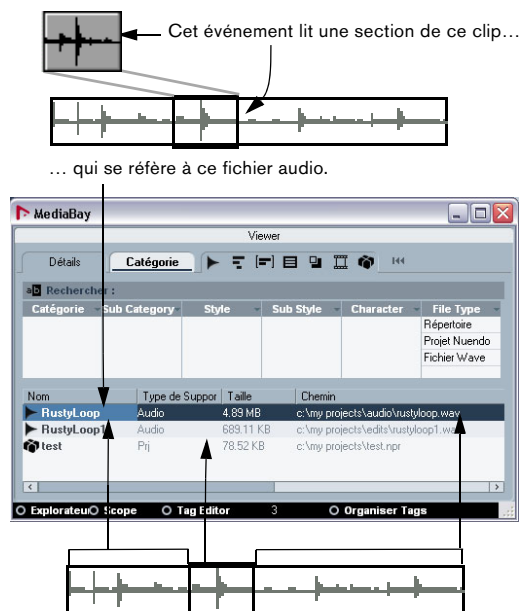 Cet événement lit une section de ce clip…
… qui se réfère à ce fichier audio.
MediaBay
Viewer
Détails Catégorie
Rechercher :
Catégorie Sub Category Style Sub Style Character File Type
Répertoire
Projet Nuendo
Fichier Wave
Nom Type de Suppor Taille Chemin
RustyLoop Audio 4.89 MB c:\my projects\audio\rustyloop.wav
RustyLoop1 Audio 689.11 KB c:\my projects\edits\rustyloop1.wav
test Prj 78.52 KB c:\my projects\test.npr
Explorateur Scope Tag Editor 3 Organiser Tags